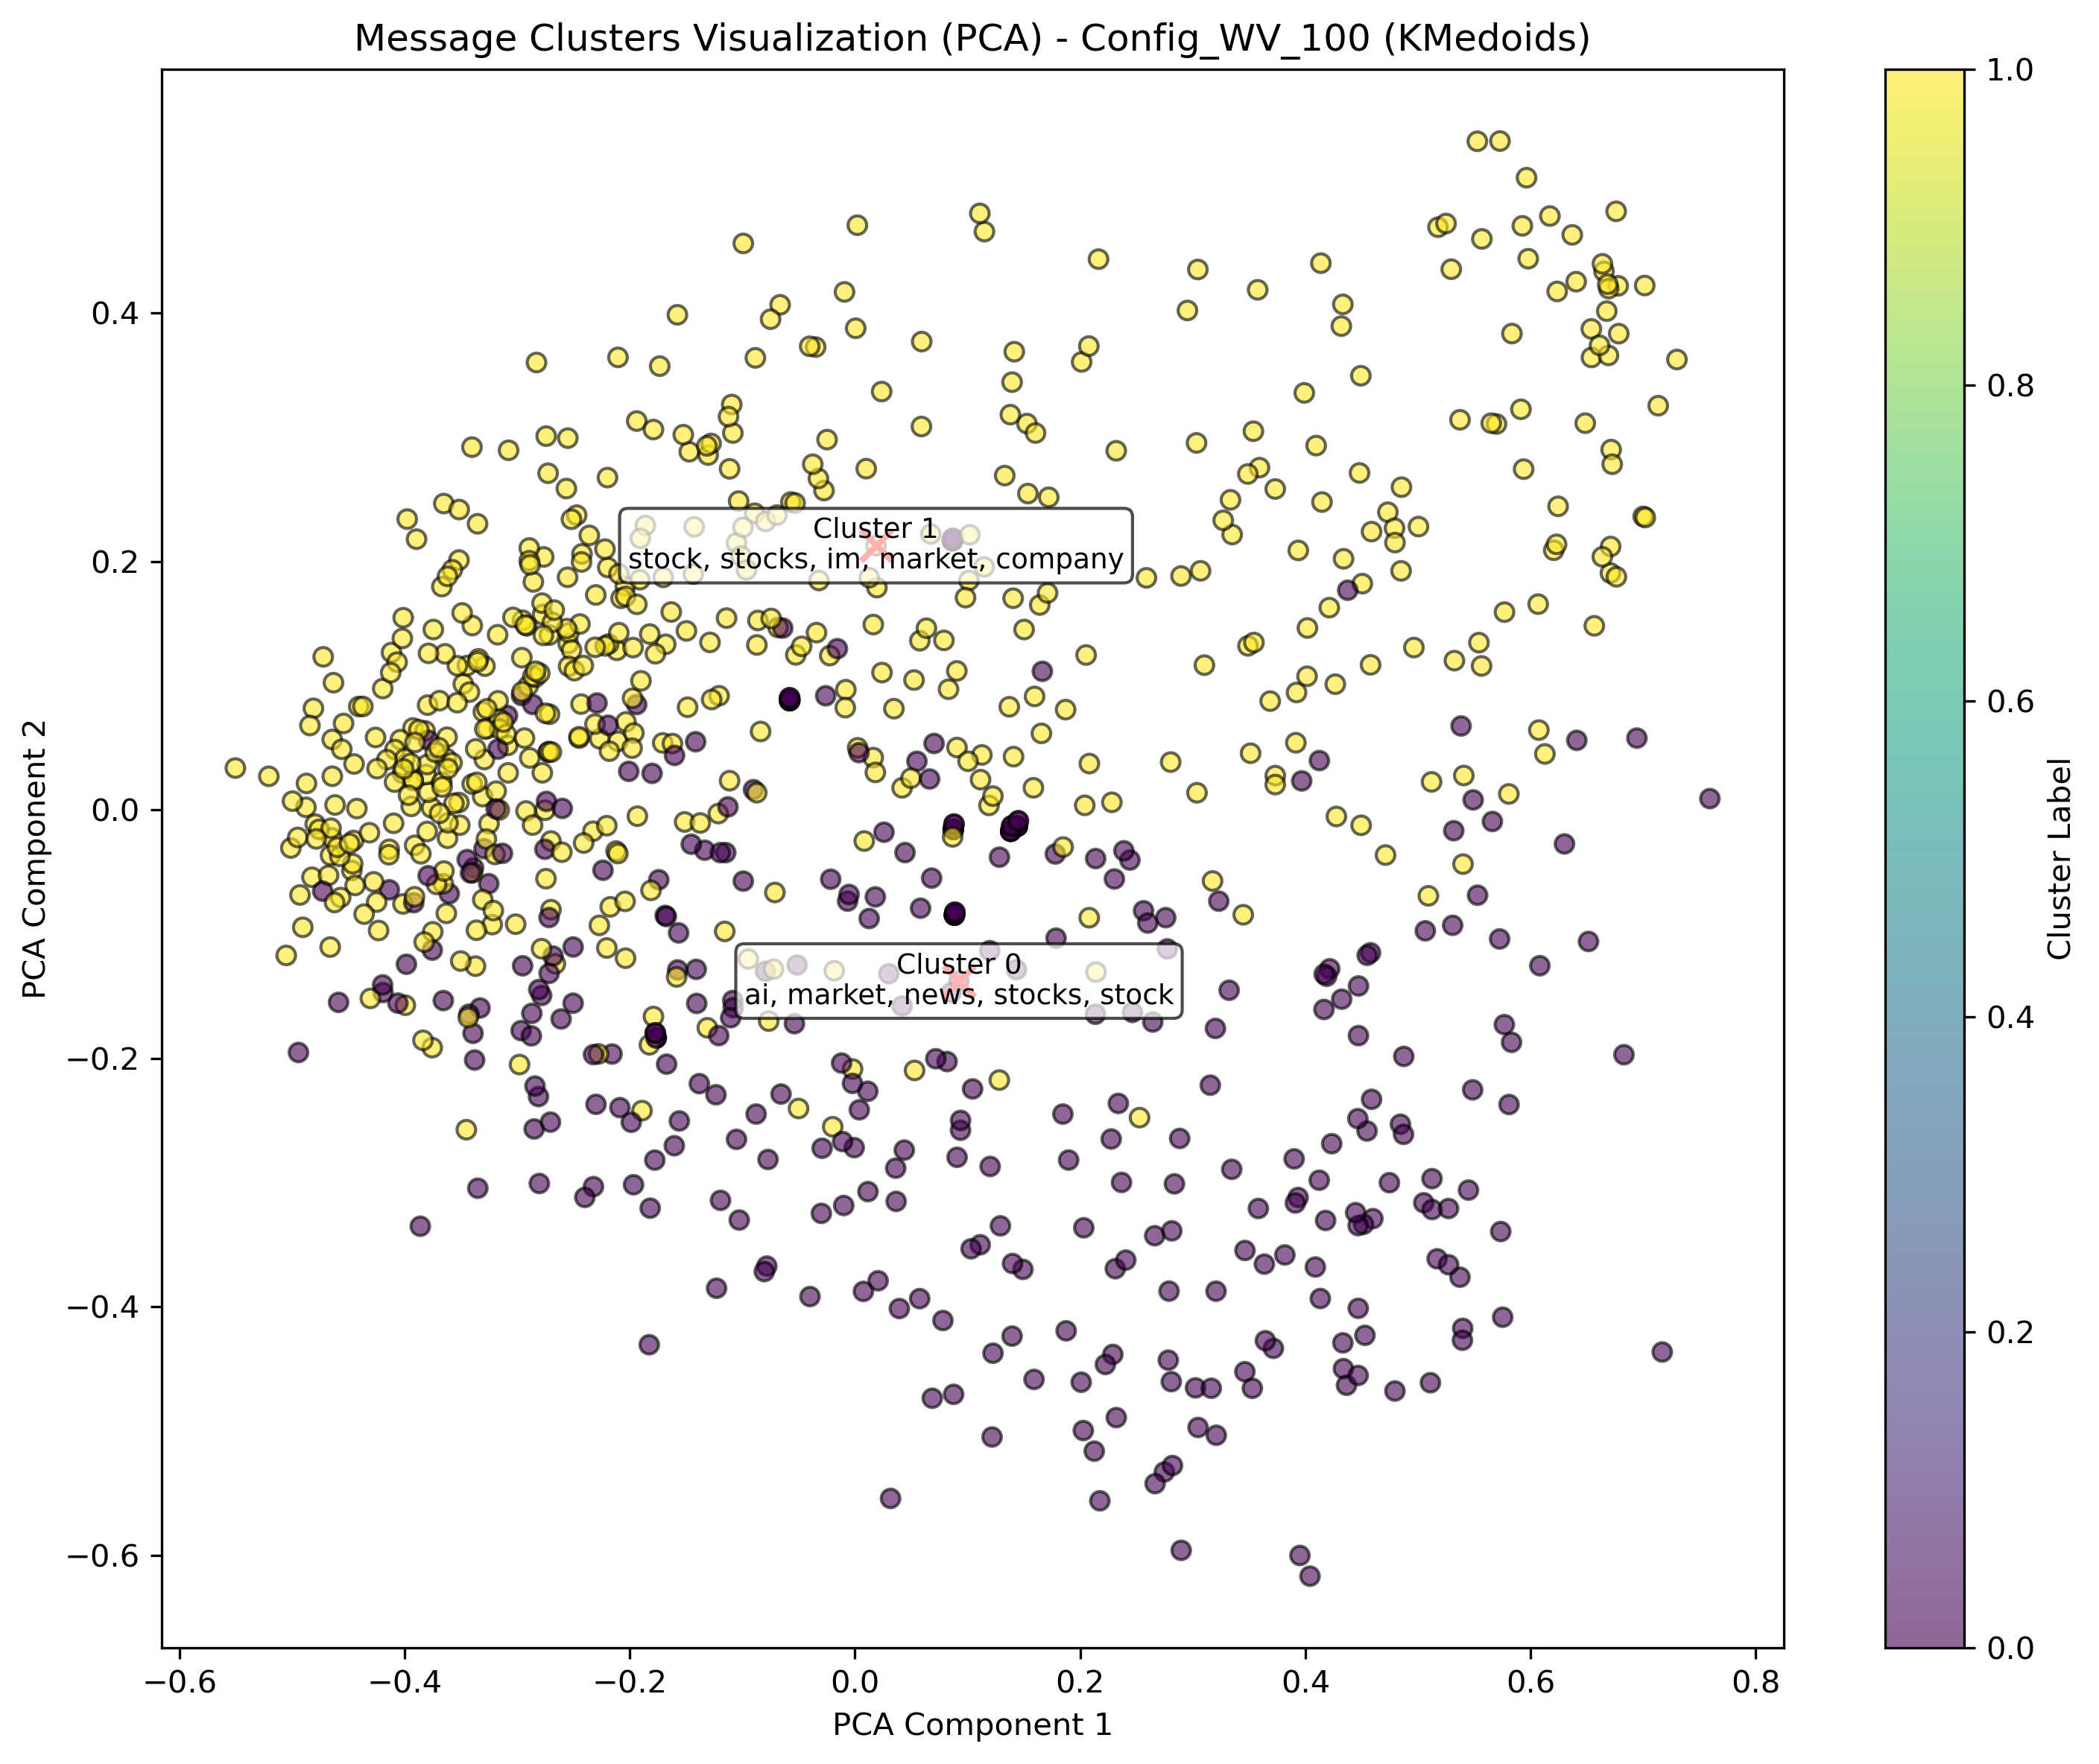 Message Clusters Visualization (PCA) - Config_WV_100 (KMedoids)
1.0
0.8
0.6
0.4
0.2
0.0
Cluster Label
0.4
0.2
0.0
−0.2
−0.4
−0.6
PCA Component 2
Cluster 1
stock, stocks, im, market, company
Cluster 0
ai, market, news, stocks, stock
−0.6
−0.4
−0.2
0.0
0.2
0.4
0.6
0.8
PCA Component 1